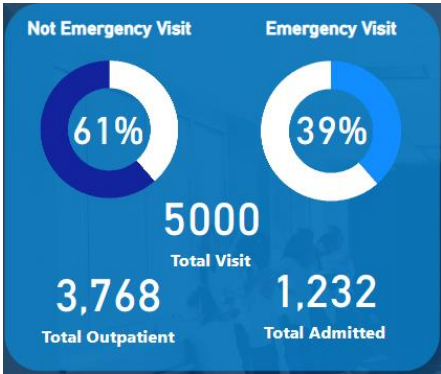 Not Emergency Visit Emergency Visit
61% 39%
5000
Total Visit
3,768 1,232
Total Outpatient Total Admitted